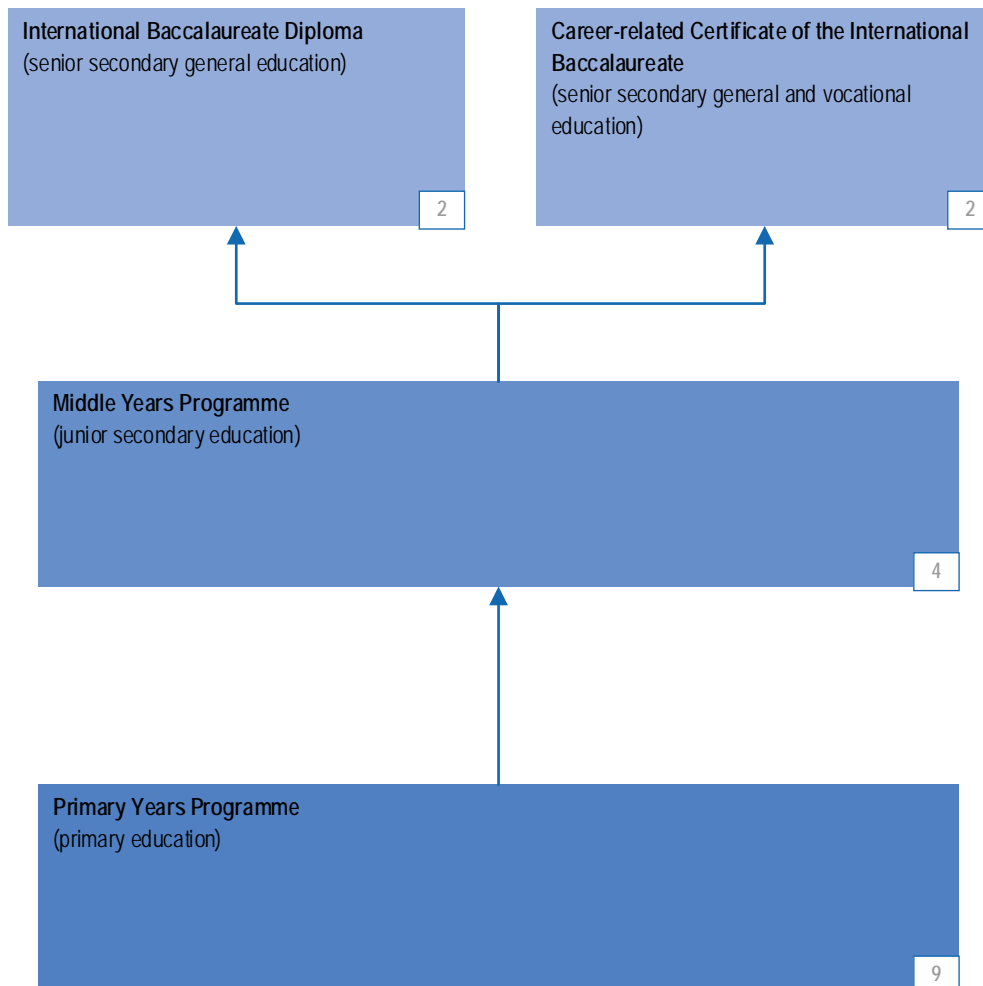 International Baccalaureate Diploma
(senior secondary general education)
2
Career-related Certificate of the International
Baccalaureate
(senior secondary general and vocational
education)
2
Middle Years Programme
(junior secondary education)
4
Primary Years Programme
(primary education)
9